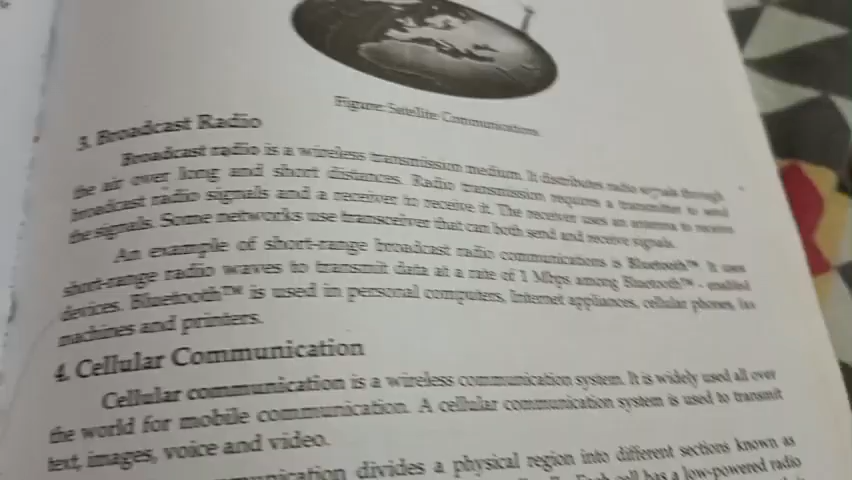 Figure: Satellite Communications
3. Broadcast Radio
Broadcast radio is a wireless transmission medium. It distributes radio signals through
the air over long and short distances. Radio transmission requires a transmitter to send
broadcast radio signals and a receiver to receive it. The receiver uses an antenna to receive
the signals. Some networks use transceiver that can both send and receive signals.
An example of short-range broadcast radio communications is Bluetooth™. It uses
short-range radio waves to transmit data at a rate of 1 Mbps among Bluetooth™ - enabled
devices. Bluetooth™ is used in personal computers, Internet appliances, cellular phones, fax
machines and printers.
4. Cellular Communication
Cellular communication is a wireless communication system. It is widely used all over
the world for mobile communication. A cellular communication system is used to transmit
text, images, voice and video.
divides a physical region into different sections known as
Each cell has a low-powered radio